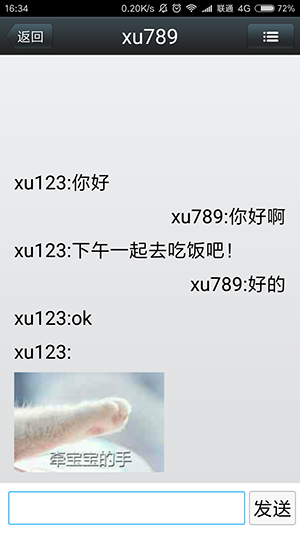 16:34
0.20K/s
联通 4G 72%
返回
xu789
xu123:你好
xu789:你好啊
xu123:下午一起去吃饭吧!
xu789:好的
xu123:ok
xu123:
牵宝宝的手
发送